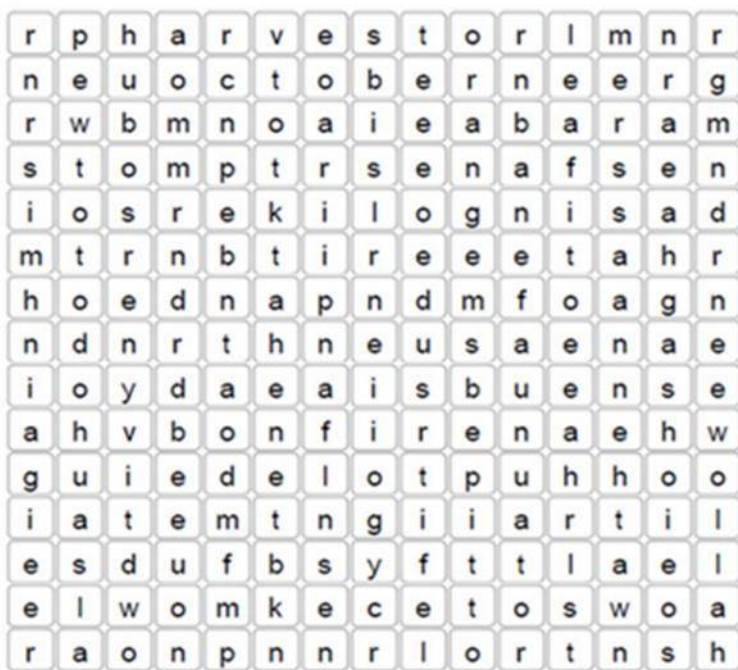 r p h a r v e s t o r l m n r
n e u o c t o b e r n e e r g
r w b m n o a i e a b a r a m
s t o m p t r s e n a f s e n
i o s r e k i l o g n i s a d
m t r n b t i r e e e t a h r
h o e d n a p n d m f o a g n
n d n r t h n e u s a e n a e
i o y d a e a i s b u e n s e
a h v b o n f i r e n a e h w
g u i e d e l o t p u h h o o
i a t e m t n g i i a r t i l
e s d u f b s y f t t l a e l
e l w o m k e c e t o s w o a
r a o n p n n r l o r t n s h